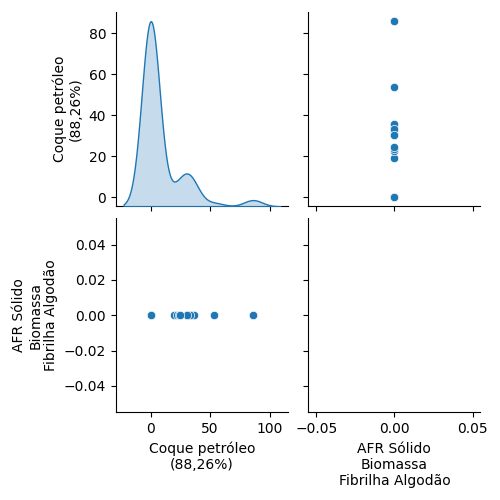 80
60
40
20
0
Coque petróleo
(88,26%)
0.04
0.02
0.00
−0.02
−0.04
AFR Sólido
Biomassa
Fibrilha Algodão
0
50
100
Coque petróleo
(88,26%)
−0.05
0.00
0.05
AFR Sólido
Biomassa
Fibrilha Algodão